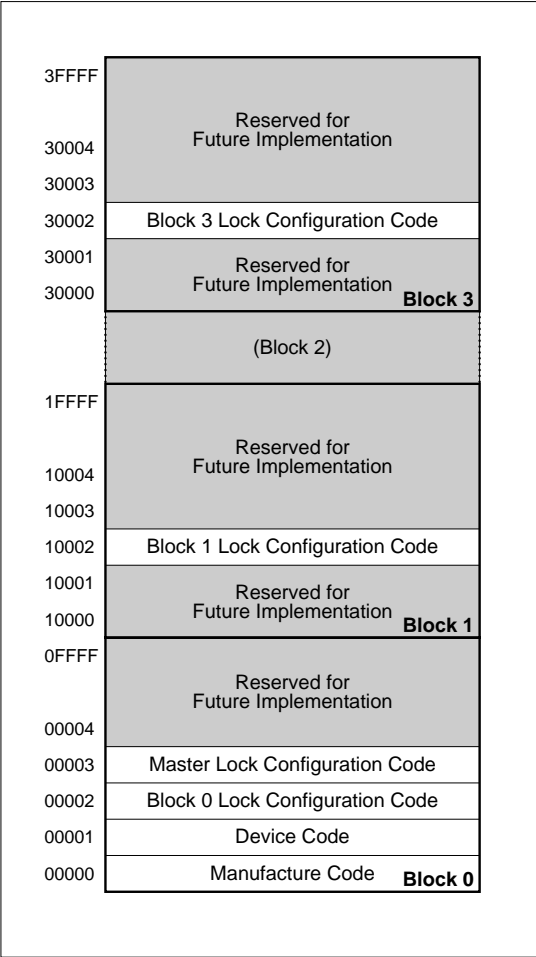 3FFFF
Reserved for
Future Implementation
30004
30003
30002 Block 3 Lock Configuration Code
30001
Reserved for
Future Implementation
30000
Block 3
(Block 2)
1FFFF
Reserved for
Future Implementation
10004
10003
10002 Block 1 Lock Configuration Code
10001
Reserved for
Future Implementation
10000
Block 1
0FFFF
Reserved for
Future Implementation
00004
00003 Master Lock Configuration Code
00002 Block 0 Lock Configuration Code
00001 Device Code
00000 Manufacture Code Block 0